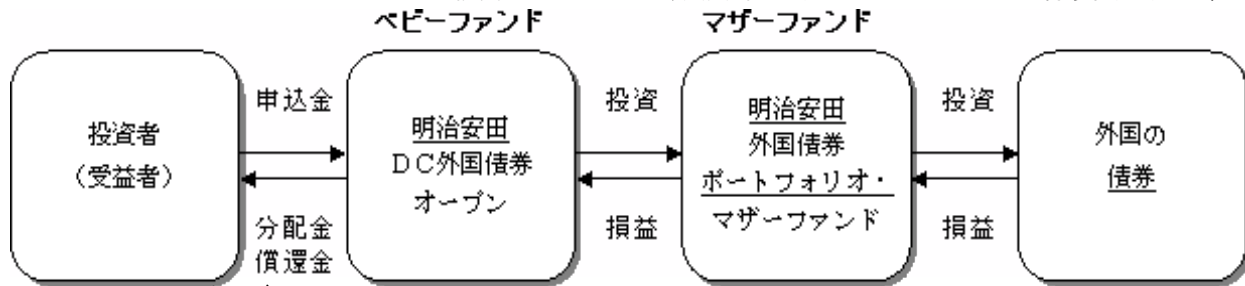 ベビーファンド
マザーファンド
投資者
（受益者）
申込金
分配金
償還金
明治安田
ＤＣ外国債券
オープン
投資
損益
明治安田
外国債券
ポートフォリオ・
マザーファンド
投資
損益
外国の
債券